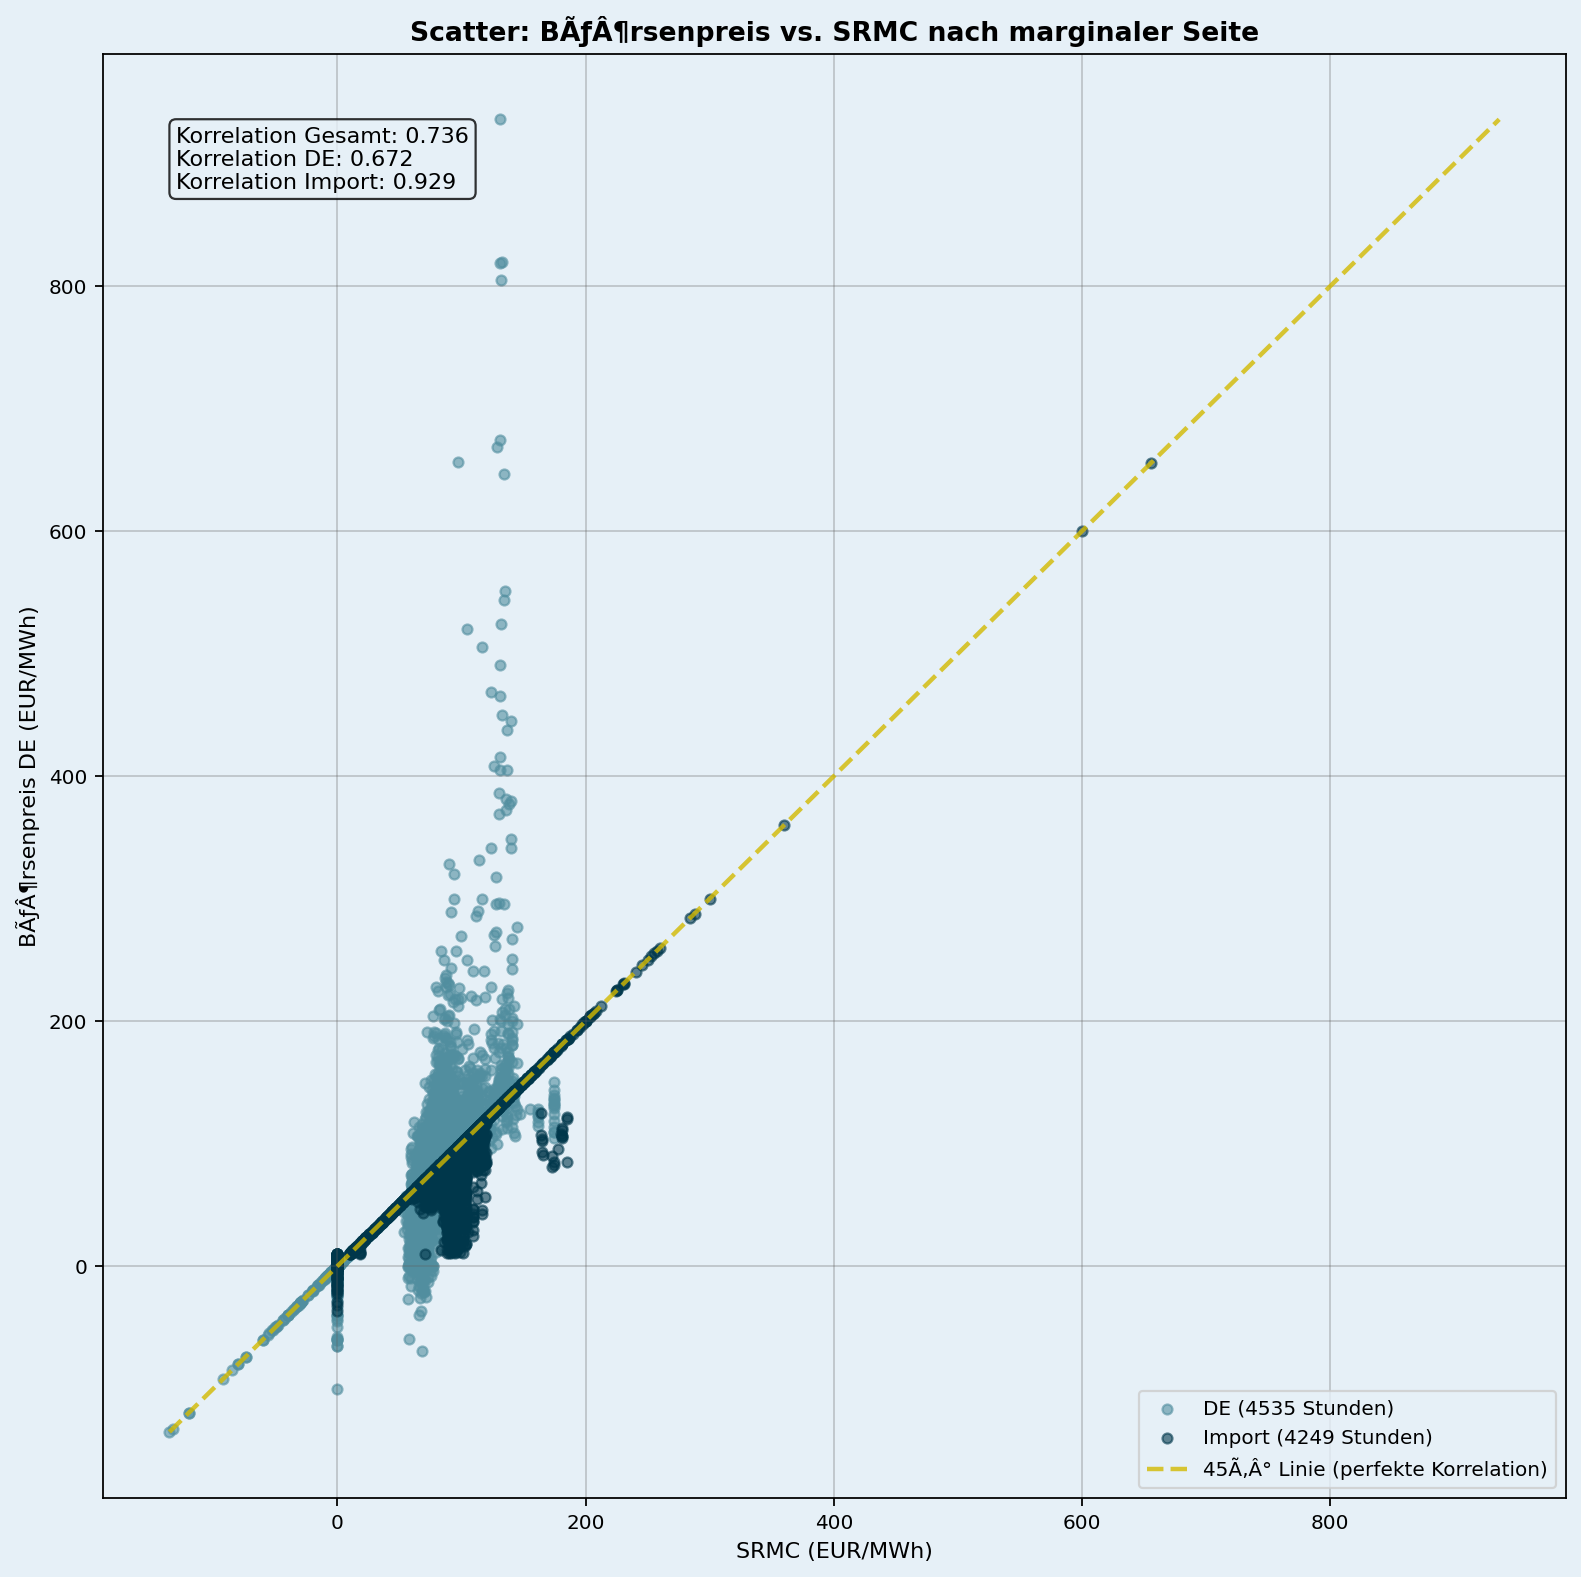 Scatter: BÃƒÂ¶rsenpreis vs. SRMC nach marginaler Seite
Korrelation Gesamt: 0.736
Korrelation DE: 0.672
Korrelation Import: 0.929
BÃƒÂ¶rsenpreis DE (EUR/MWh)
800
600
400
200
0
DE (4535 Stunden)
Import (4249 Stunden)
45Ã‚Â° Linie (perfekte Korrelation)
0
200
400
600
800
SRMC (EUR/MWh)